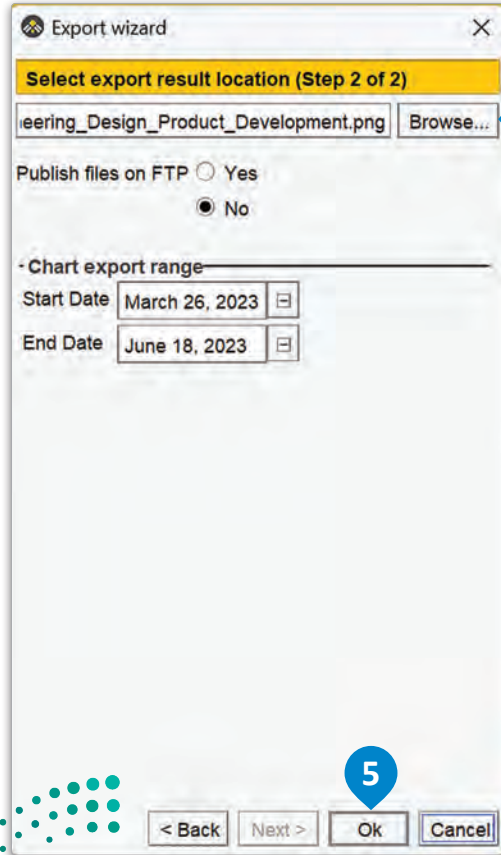 Export wizard
Select export result location (Step 2 of 2)
eering_Design_Product_Development.png Browse...
Publish files on FTP Yes
No
Chart export range
Start Date March 26, 2023
End Date June 18, 2023
5
< Back Next > Ok Cancel